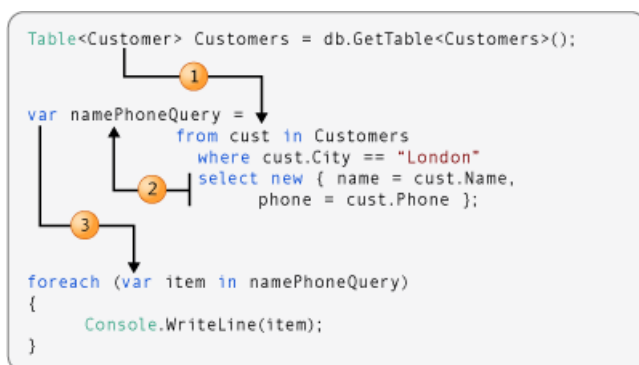 Table<Customer> Customers = db.GetTable<Customers>();
1
var namePhoneQuery =
from cust in Customers
where cust.City == "London"
select new { name = cust.Name,
2
phone = cust.Phone };
3
foreach (var item in namePhoneQuery)
{
Console.WriteLine(item);
}